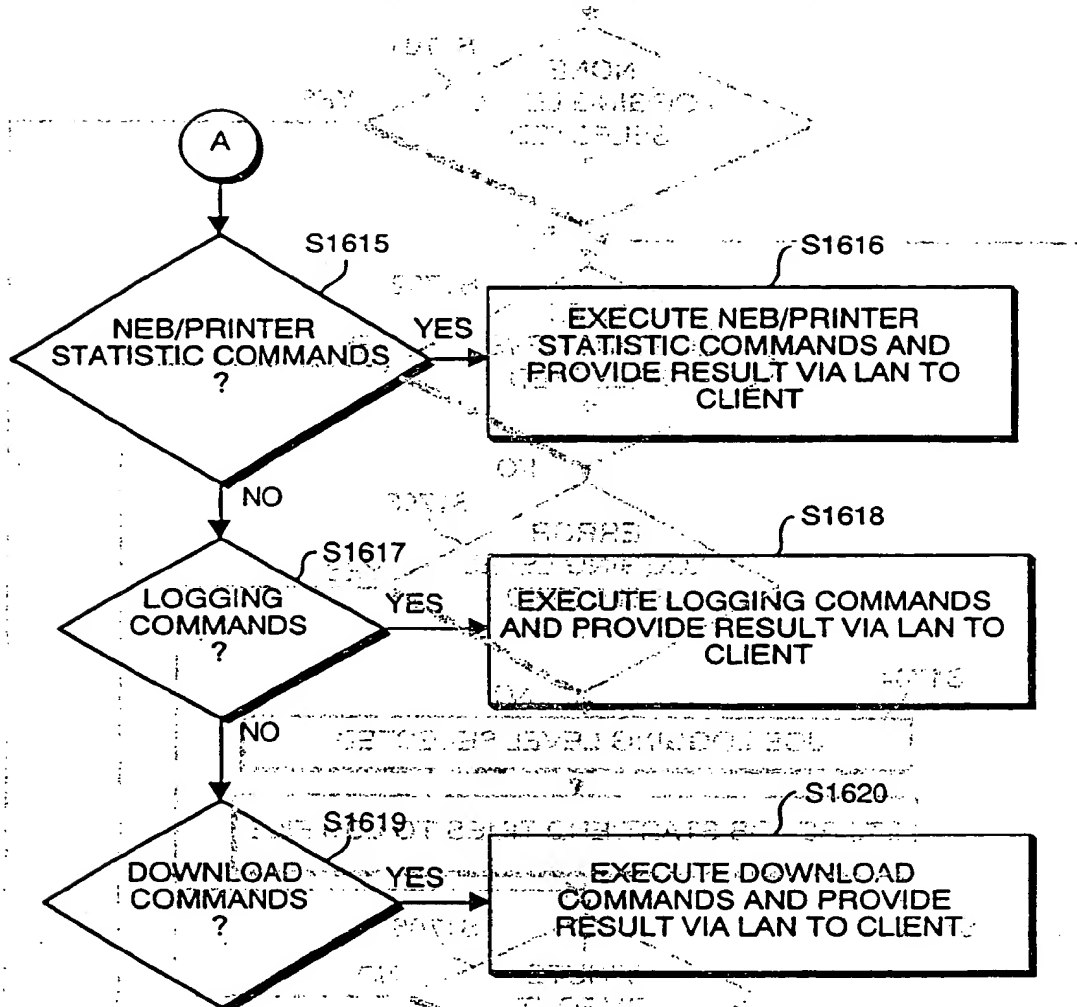 A
S1615
NEB/PRINTER
STATISTIC COMMANDS
?
YES
S1616
EXECUTE NEB/PRINTER
STATISTIC COMMANDS AND
PROVIDE RESULT VIA LAN TO
CLIENT
NO
S1617
LOGGING
COMMANDS
?
YES
S1618
EXECUTE LOGGING COMMANDS
AND PROVIDE RESULT VIA LAN TO
CLIENT
NO
S1619
DOWNLOAD
COMMANDS
?
YES
S1620
EXECUTE DOWNLOAD
COMMANDS AND PROVIDE
RESULT VIA LAN TO CLIENT